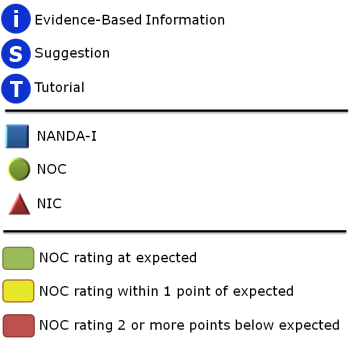 i Evidence-Based Information
S Suggestion
T Tutorial
NANDA-I
NOC
NIC
NOC rating at expected
NOC rating within 1 point of expected
NOC rating 2 or more points below expected